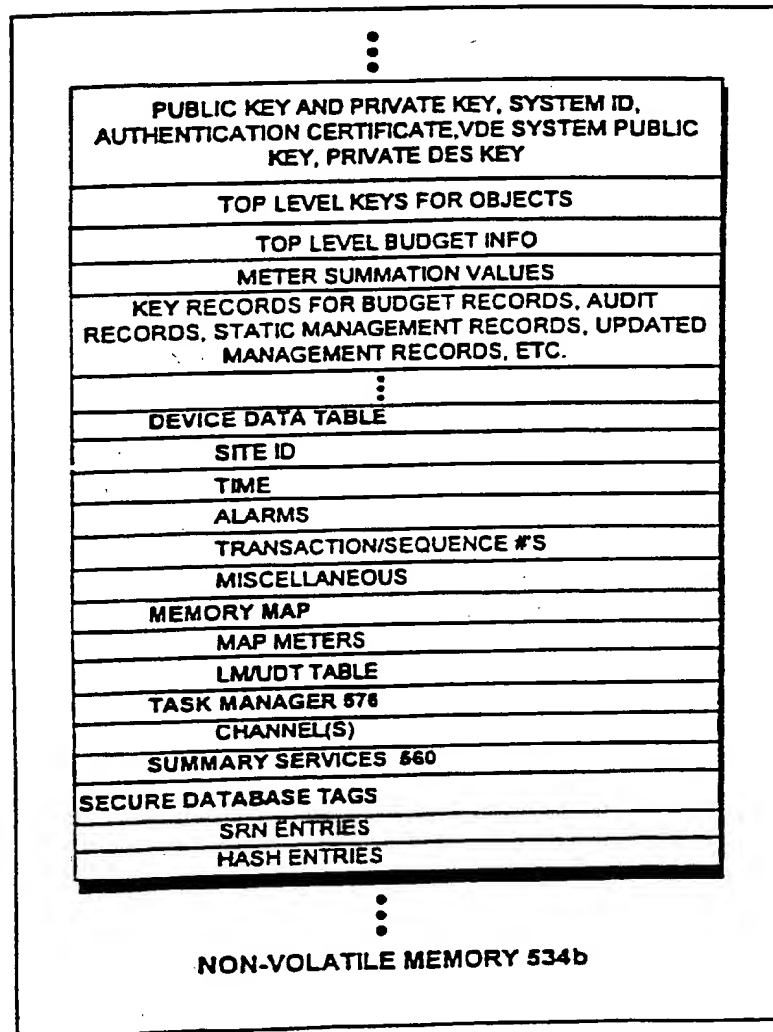 PUBLIC KEY AND PRIVATE KEY, SYSTEM ID,
AUTHENTICATION CERTIFICATE,VDE SYSTEM PUBLIC
KEY, PRIVATE DES KEY
TOP LEVEL KEYS FOR OBJECTS
TOP LEVEL BUDGET INFO
METER SUMMATION VALUES
KEY RECORDS FOR BUDGET RECORDS, AUDIT
RECORDS, STATIC MANAGEMENT RECORDS, UPDATED
MANAGEMENT RECORDS, ETC.
DEVICE DATA TABLE
SITE ID
TIME
ALARMS
TRANSACTION/SEQUENCE #'S
MISCELLANEOUS
MEMORY MAP
MAP METERS
LM/UDT TABLE
TASK MANAGER 576
CHANNEL(S)
SUMMARY SERVICES 560
SECURE DATABASE TAGS
SRN ENTRIES
HASH ENTRIES
NON-VOLATILE MEMORY 534b